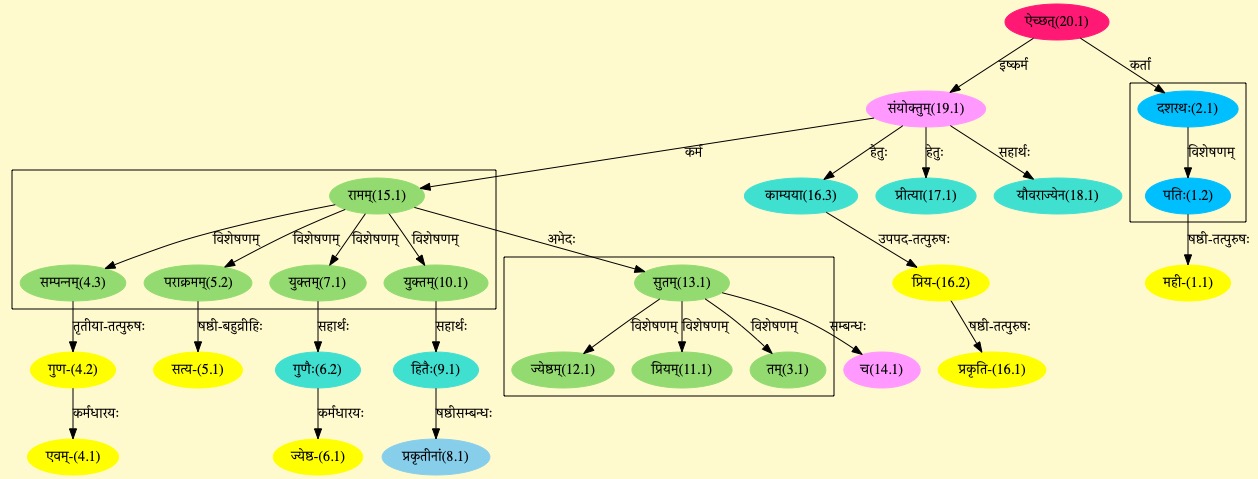 ऐच्छत्(20.1)
इष्कर्म कर्ता
संयोक्तुम्(19.1) दशरथः(2.1)
कर्म हेतुः हेतुः सहार्थः विशेषणम्
रामम्(15.1) काम्यया(16.3) प्रीत्या(17.1) यौवराज्येन(18.1) पतिः(1.2)
विशेषणम् विशेषणम् विशेषणम् विशेषणम् अभेदः उपपद-तत्पुरुषः षष्ठी-तत्पुरुषः
सम्पन्नम्(4.3) पराक्रमम्(5.2) युक्तम्(7.1) युक्तम्(10.1) सुतम्(13.1) प्रिय-(16.2) मही-(1.1)
तृतीया-तत्पुरुषः षष्ठी-बहुव्रीहिः सहार्थः सहार्थः विशेषणम् विशेषणम् विशेषणम् सम्बन्धः षष्ठी-तत्पुरुषः
गुण-(4.2) सत्य-(5.1) गुणैः(6.2) हितैः(9.1) ज्येष्ठम्(12.1) प्रियम्(11.1) तम्(3.1) च(14.1) प्रकृति-(16.1)
कर्मधारयः कर्मधारयः षष्ठीसम्बन्धः
एवम्-(4.1) ज्येष्ठ-(6.1) प्रकृतीनां(8.1)